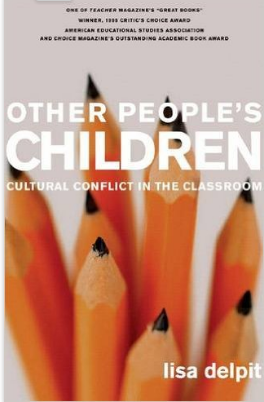 ONE OF TEACHER MAGAZINE'S "GREAT BOOKS"
WINNER, 1995 CRITIC'S CHOICE AWARD
AMERICAN EDUCATIONAL STUDIES ASSOCIATION
AND CHOICE MAGAZINE'S OUTSTANDING ACADEMIC BOOK AWARD
OTHER PEOPLE'S
CHILDREN
CULTURAL CONFLICT IN THE CLASSROOM
lisa delpit